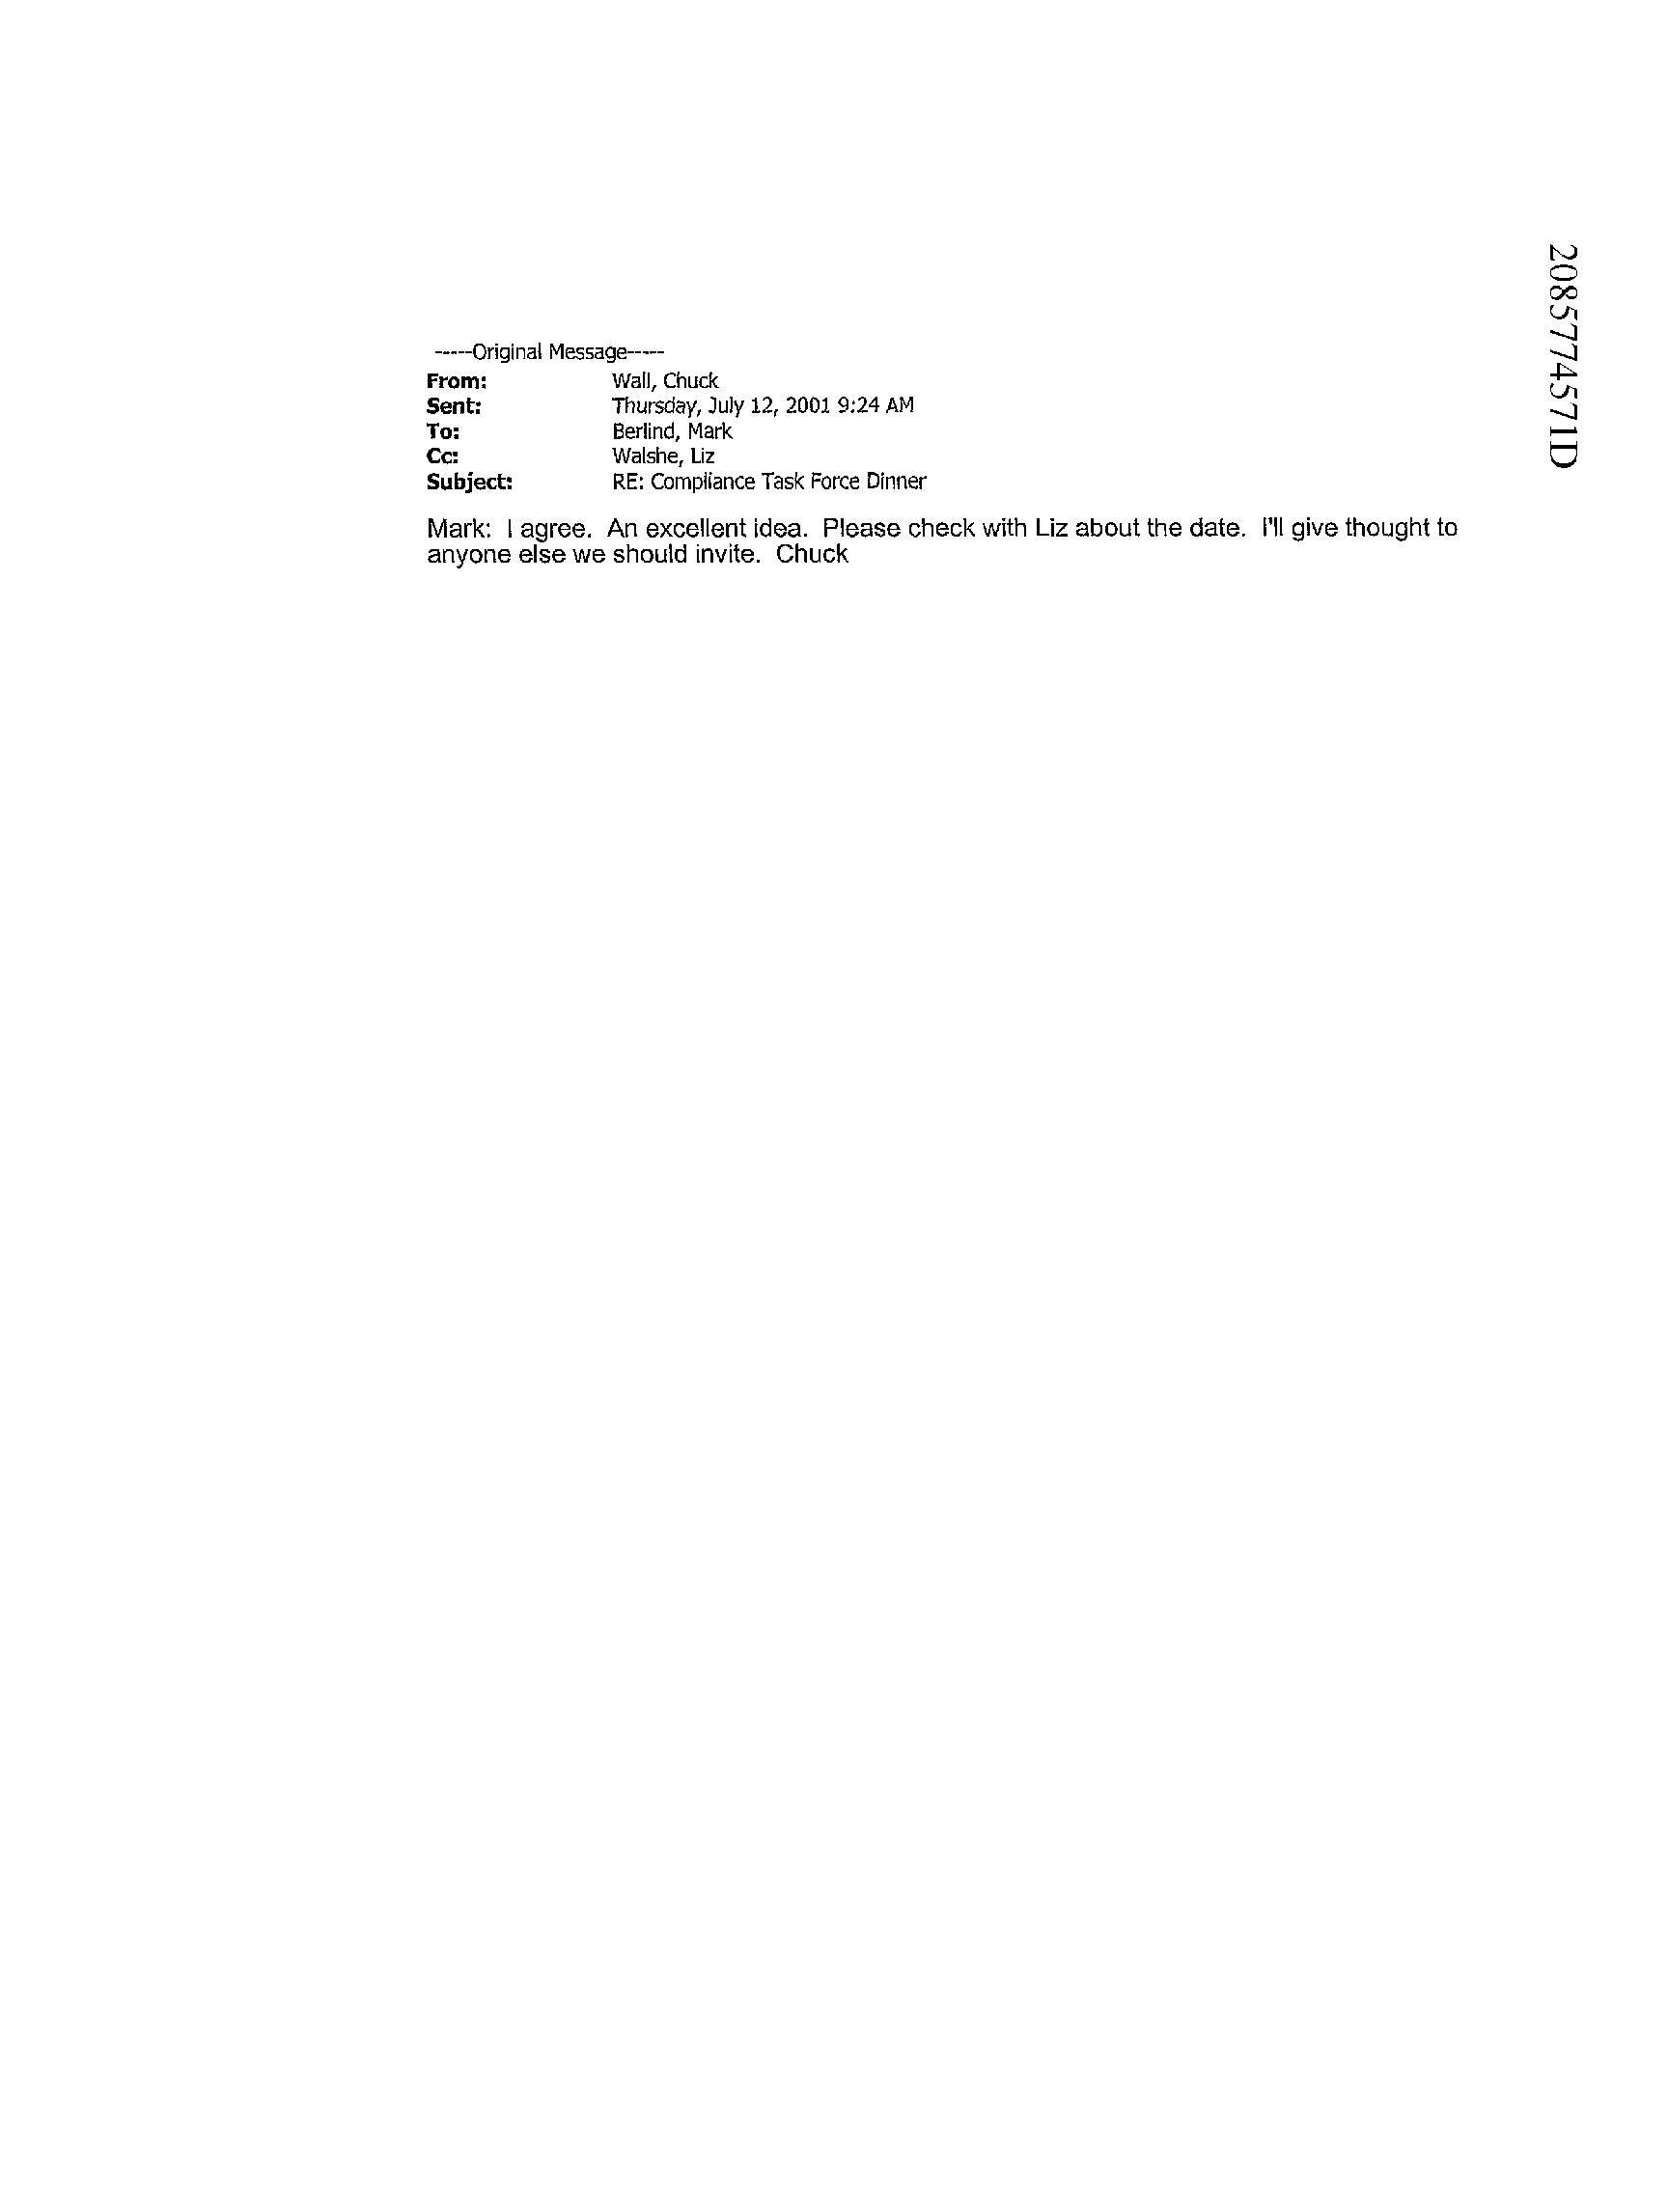 -----Original Message-----
From: Wall, Chuck
Sent: Thursday, July 12, 2001 9:24 AM
To: Berlind, Mark
Cc: Walshe, Liz
Subject: RE: Compliance Task Force Dinner
Mark:  I agree.  An excellent idea.  Please check with Liz about the date.  I'll give thought to
anyone else we should invite.  Chuck
2085774571D